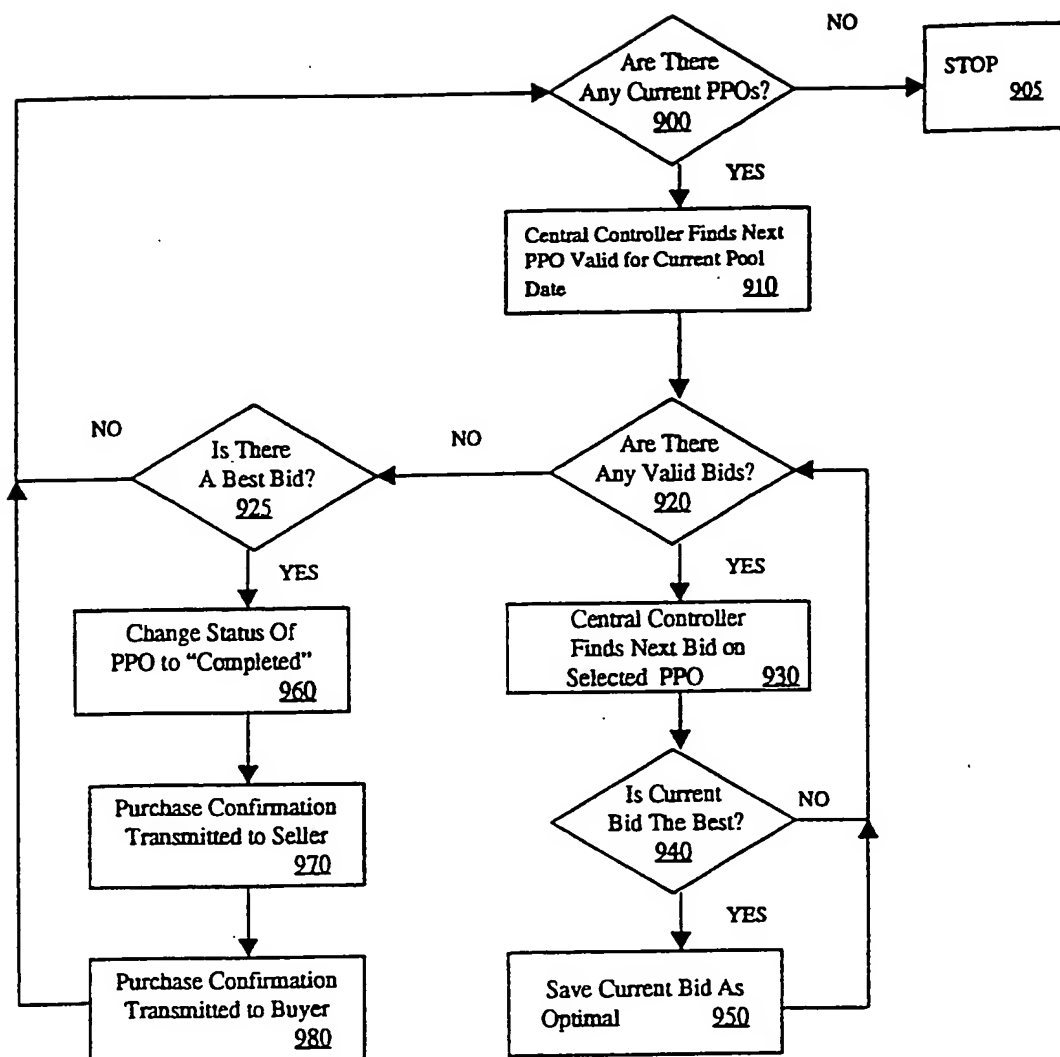 NO
Are There
Any Current PPOs?
900
STOP
905
YES
Central Controller Finds Next
PPO Valid for Current Pool
Date 910
NO
Is There
A Best Bid?
925
NO
Are There
Any Valid Bids?
920
YES
Change Status Of
PPO to "Completed"
960
YES
Central Controller
Finds Next Bid on
Selected PPO 930
Purchase Confirmation
Transmitted to Seller
970
Is Current
Bid The Best?
940
NO
YES
Purchase Confirmation
Transmitted to Buyer
980
Save Current Bid As
Optimal 950